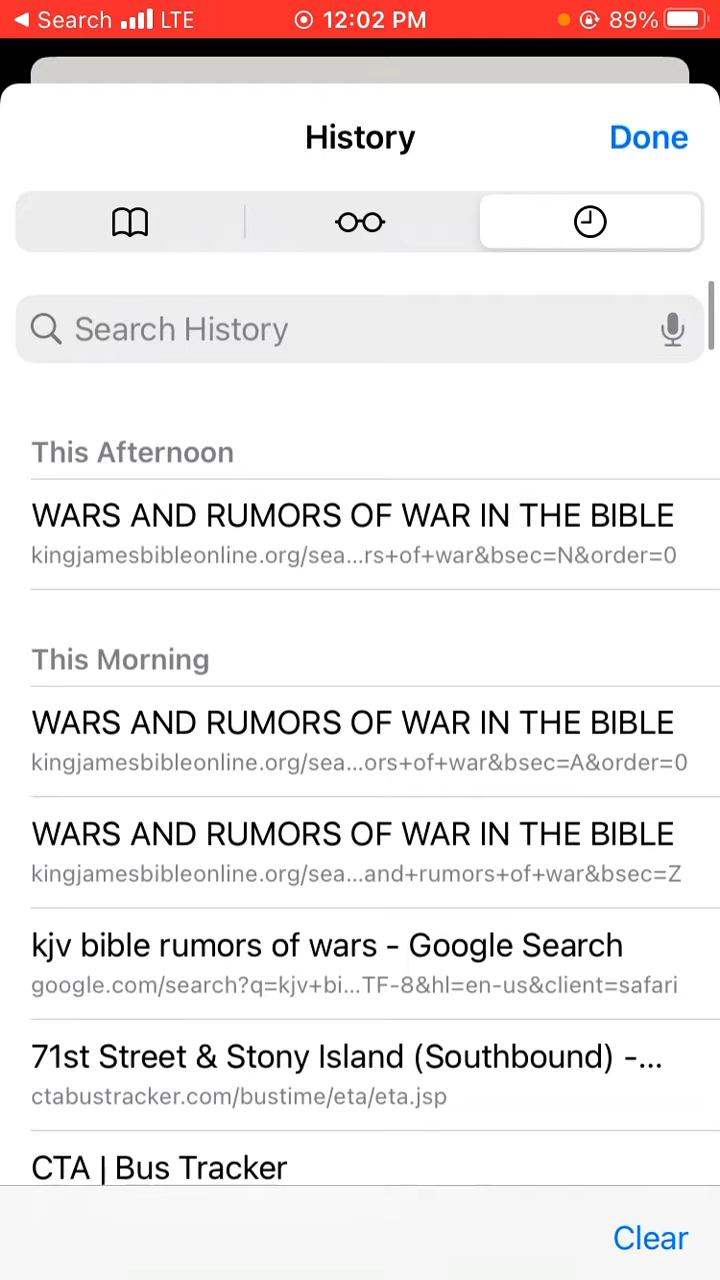 Search LTE 12:02 PM 89%
History Done
Search History
This Afternoon
WARS AND RUMORS OF WAR IN THE BIBLE
kingjamesbibleonline.org/sea...rs+of+war&bsec=N&order=0
This Morning
WARS AND RUMORS OF WAR IN THE BIBLE
kingjamesbibleonline.org/sea...ors+of+war&bsec=A&order=0
WARS AND RUMORS OF WAR IN THE BIBLE
kingjamesbibleonline.org/sea...and+rumors+of+war&bsec=Z
kjv bible rumors of wars - Google Search
google.com/search?q=kjv+bi...TF-8&hl=en-us&client=safari
71st Street & Stony Island (Southbound) -...
ctabustracker.com/bustime/eta/eta.jsp
CTA | Bus Tracker
Clear